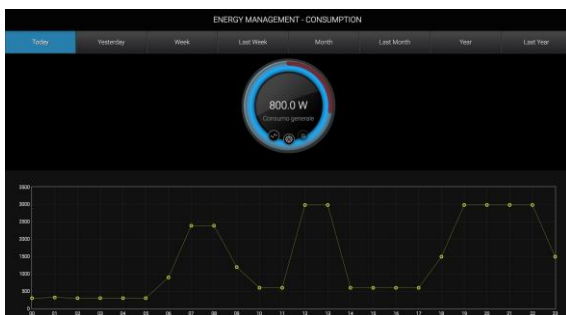 ENERGY MANAGEMENT - CONSUMPTION
Today Yesterday Week Last Week Month Last Month Year Last Year
800.0 W
Consumo generale
3500
3000
2500
2000
1500
1000
500
0
00 01 02 03 04 05 06 07 08 09 10 11 12 13 14 15 16 17 18 19 20 21 22 23